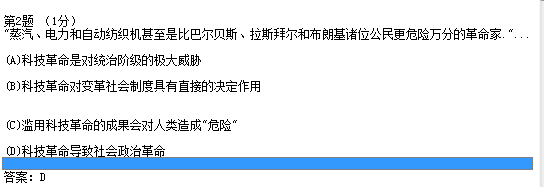 第2题 (1分)
"蒸汽、电力和自动纺织机甚至是比巴尔贝斯、拉斯拜尔和布朗基诸位公民更危险万分的革命家."...
(A)科技革命是对统治阶级的极大威胁
(B)科技革命对变革社会制度具有直接的决定作用
(C)滥用科技革命的成果会对人类造成"危险"
(D)科技革命导致社会政治革命
答案: D